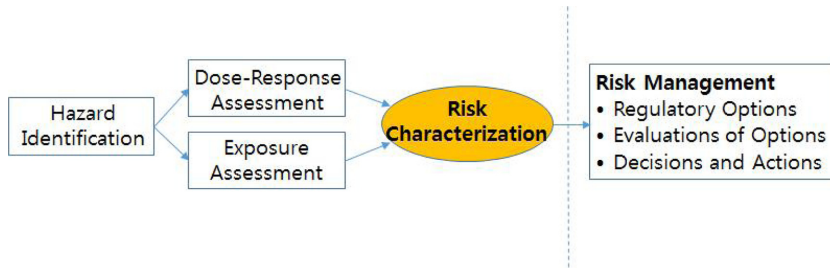 Hazard
Identification
Dose-Response
Assessment
Exposure
Assessment
Risk
Characterization
Risk Management
• Regulatory Options
• Evaluations of Options
• Decisions and Actions